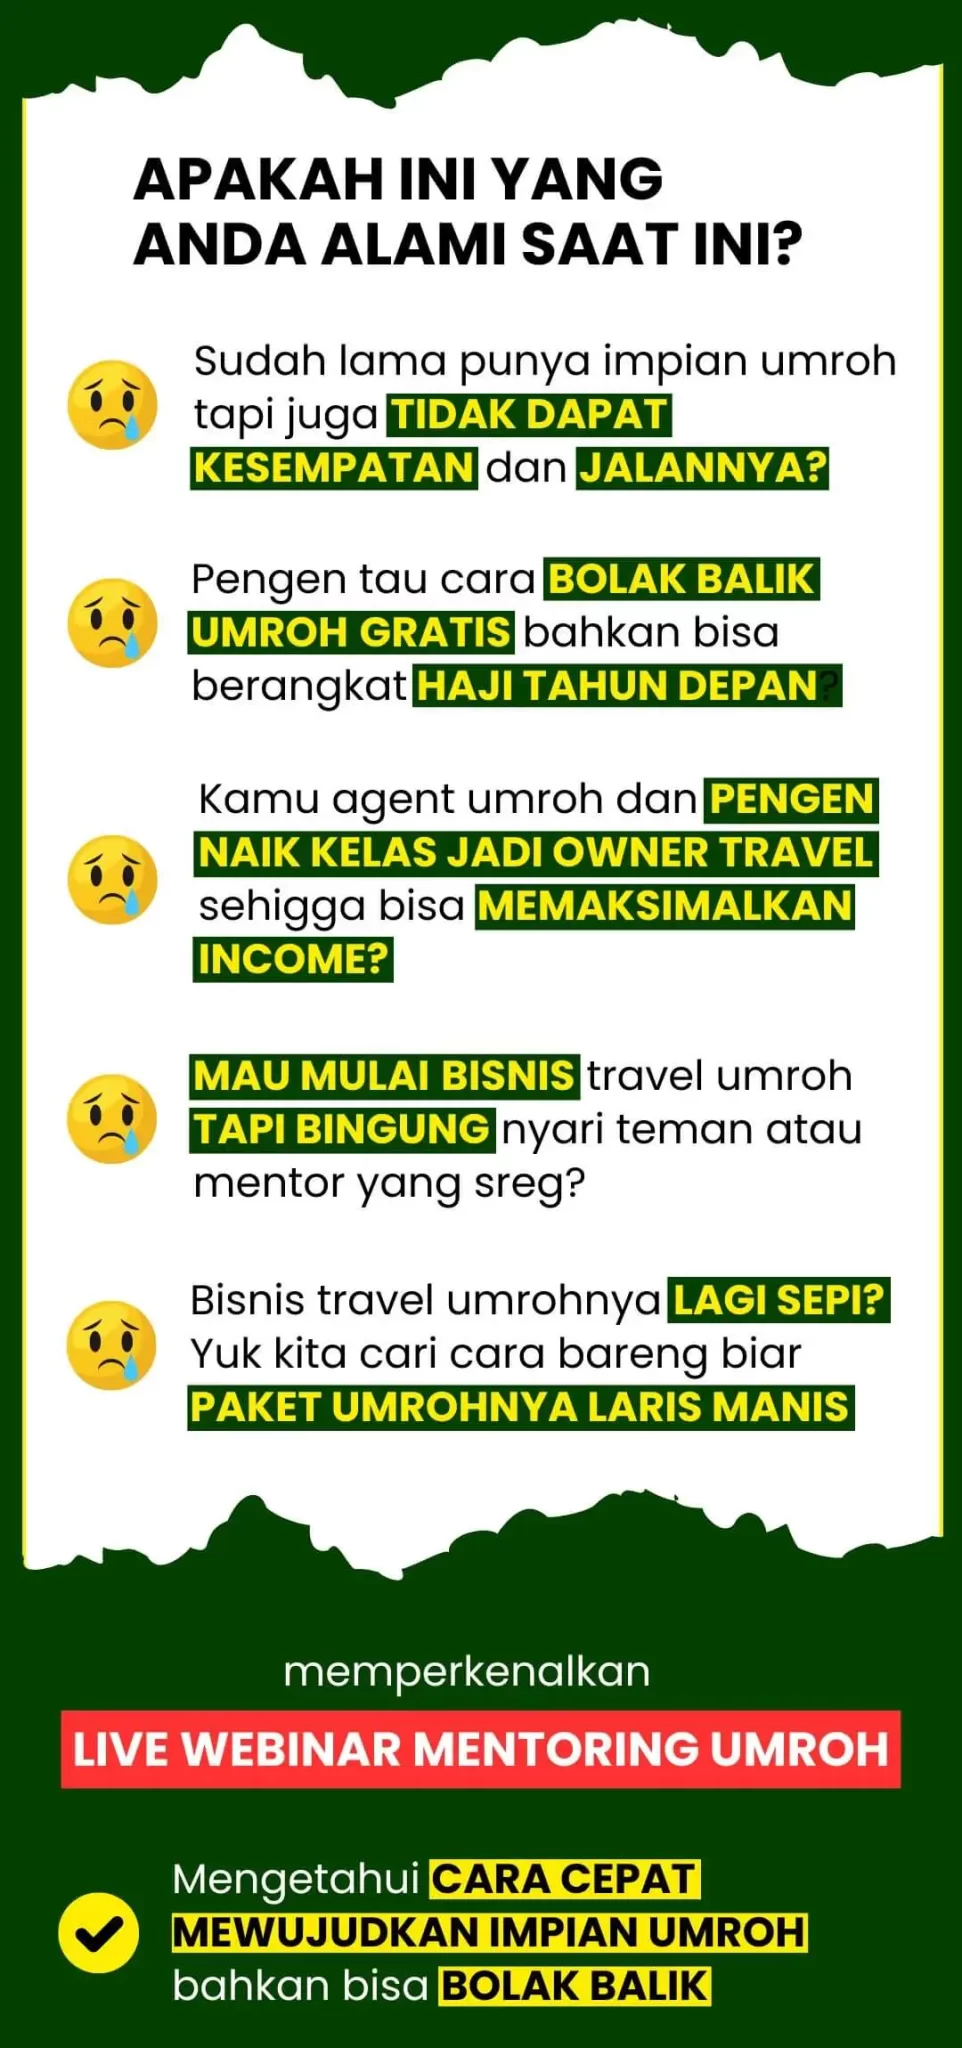 APAKAH INI YANG
ANDA ALAMI SAAT INI?
Sudah lama punya impian umroh
tapi juga TIDAK DAPAT
KESEMPATAN dan JALANNYA?
Pengen tau cara BOLAK BALIK
UMROH GRATIS bahkan bisa
berangkat HAJI TAHUN DEPAN?
Kamu agent umroh dan PENGEN
NAIK KELAS JADI OWNER TRAVEL
sehigga bisa MEMAKSIMALKAN
INCOME?
MAU MULAI BISNIS travel umroh
TAPI BINGUNG nyari teman atau
mentor yang sreg?
Bisnis travel umrohnya LAGI SEPI?
Yuk kita cari cara bareng biar
PAKET UMROHNYA LARIS MANIS
memperkenalkan
LIVE WEBINAR MENTORING UMROH
Mengetahui CARA CEPAT
MEWUJUDKAN IMPIAN UMROH
bahkan bisa BOLAK BALIK